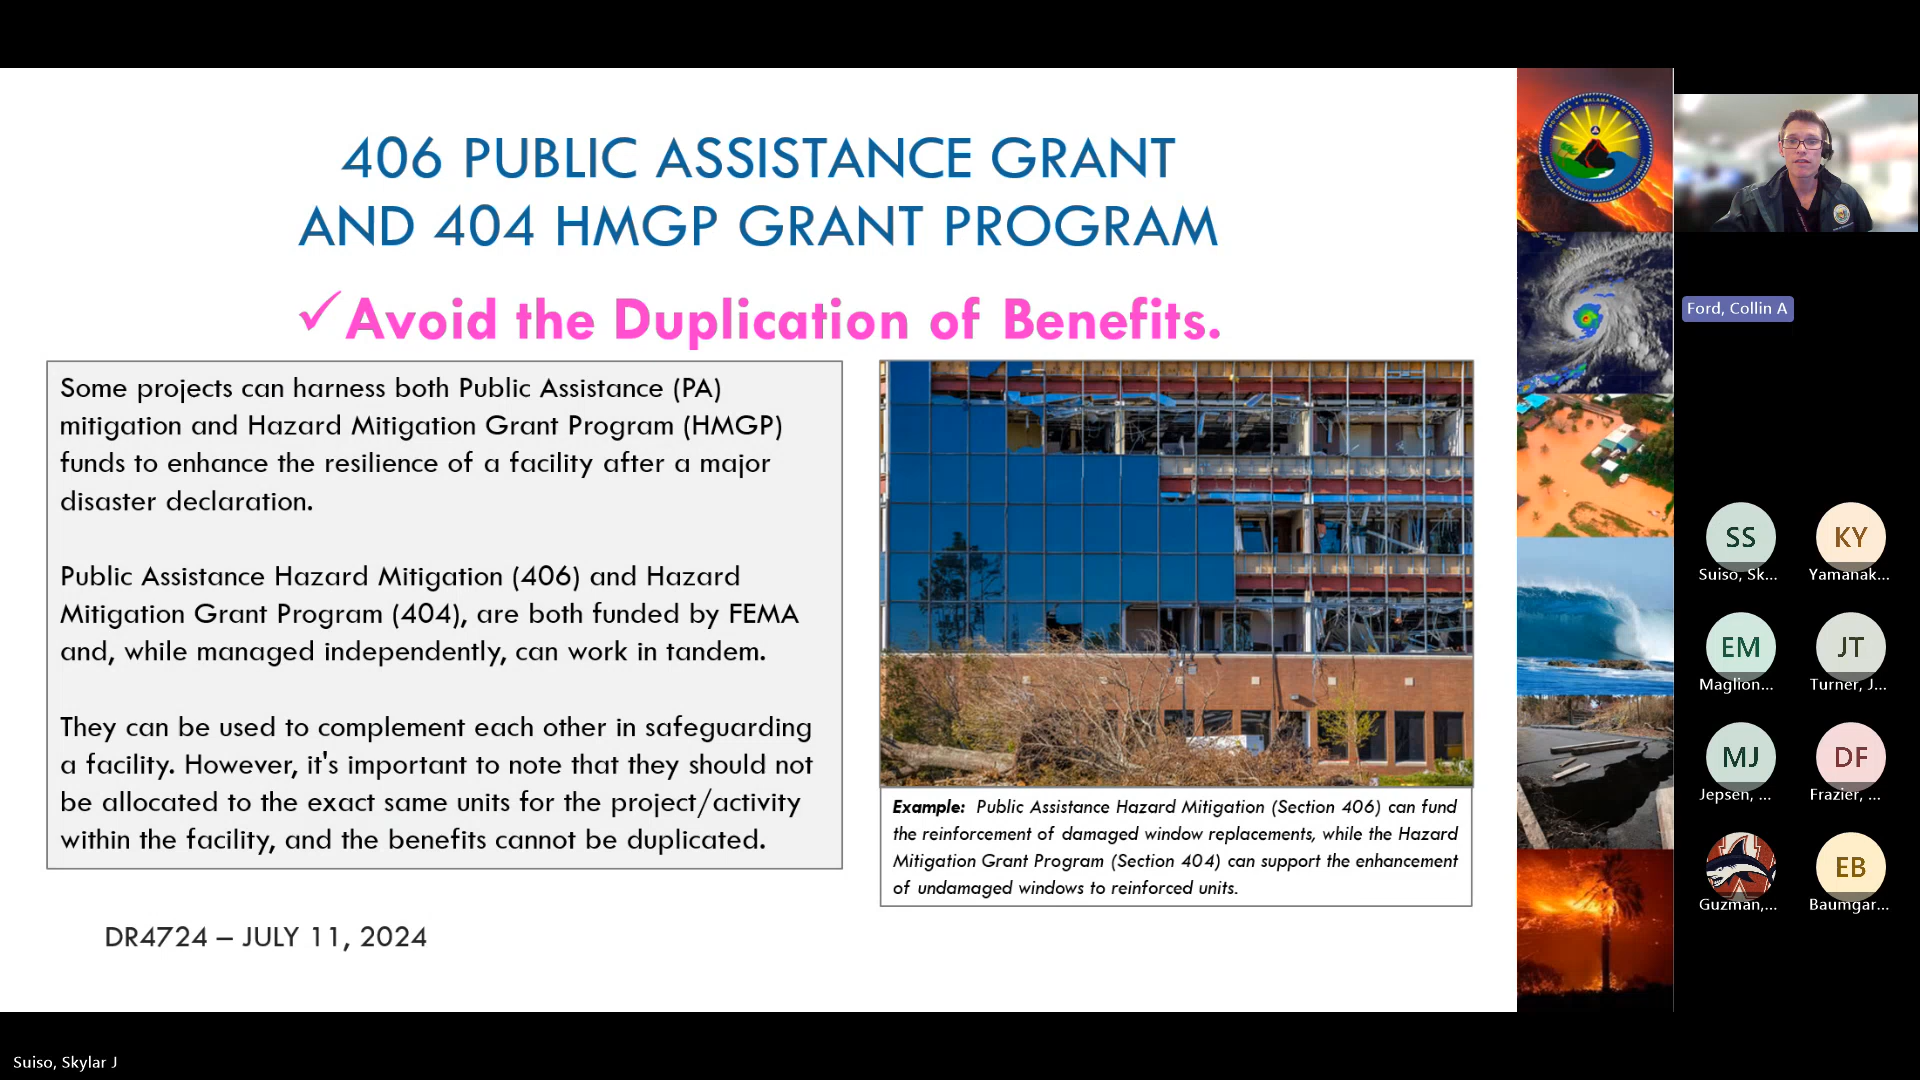 406 PUBLIC ASSISTANCE GRANT
AND 404 HMGP GRANT PROGRAM
✓Avoid the Duplication of Benefits.
Some projects can harness both Public Assistance (PA)
mitigation and Hazard Mitigation Grant Program (HMGP)
funds to enhance the resilience of a facility after a major
disaster declaration.
Public Assistance Hazard Mitigation (406) and Hazard
Mitigation Grant Program (404), are both funded by FEMA
and, while managed independently, can work in tandem.
They can be used to complement each other in safeguarding
a facility. However, it's important to note that they should not
be allocated to the exact same units for the project/activity
within the facility, and the benefits cannot be duplicated.
Example: Public Assistance Hazard Mitigation (Section 406) can fund
the reinforcement of damaged window replacements, while the Hazard
Mitigation Grant Program (Section 404) can support the enhancement
of undamaged windows to reinforced units.
DR4724 – JULY 11, 2024
Ford, Collin A
SS KY
Suiso, Sk... Yamanak...
EM JT
Maglion... Turner, J...
MJ DF
Jepsen, ... Frazier, ...
EB
Guzman,... Baumgar...
Suiso, Skylar J